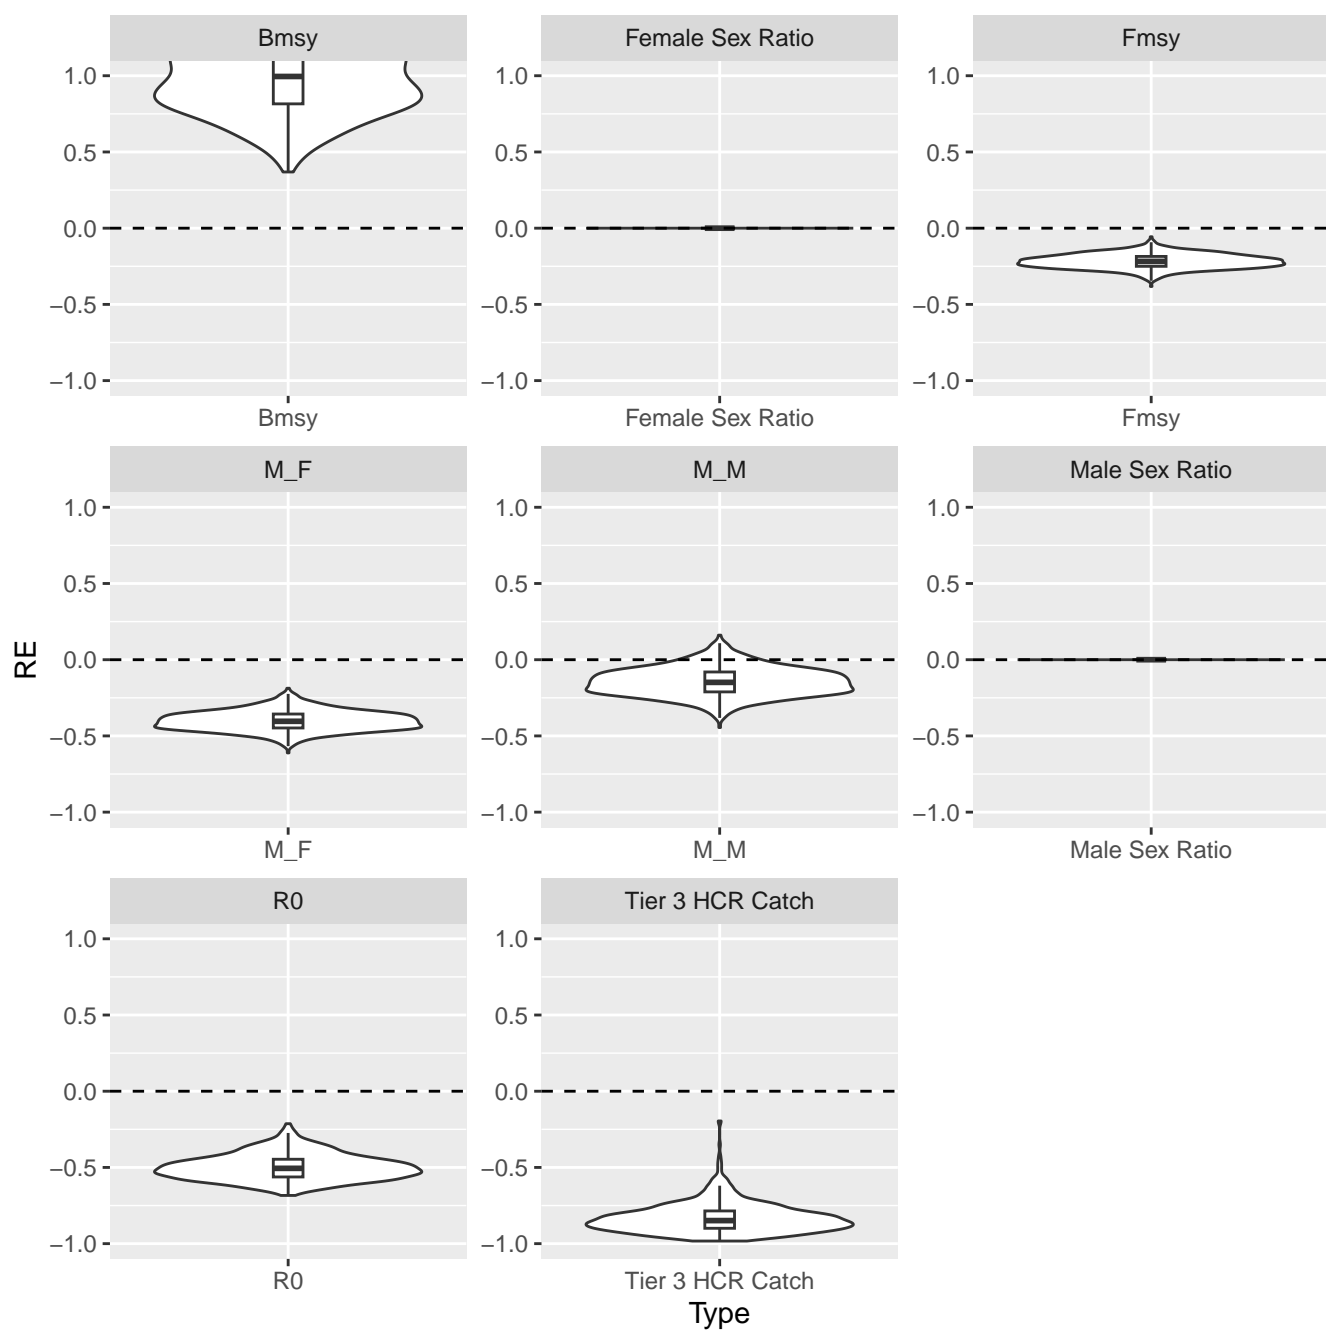 Bmsy Female Sex Ratio Fmsy
1.0 1.0 1.0
0.5 0.5 0.5
0.0 0.0 0.0
−0.5 −0.5 −0.5
−1.0 −1.0 −1.0
Bmsy Female Sex Ratio Fmsy
M_F M_M Male Sex Ratio
1.0 1.0 1.0
0.5 0.5 0.5
RE
0.0 0.0 0.0
−0.5 −0.5 −0.5
−1.0 −1.0 −1.0
M_F M_M Male Sex Ratio
R0 Tier 3 HCR Catch
1.0 1.0
0.5 0.5
0.0 0.0
−0.5 −0.5
−1.0 −1.0
R0 Tier 3 HCR Catch
Type